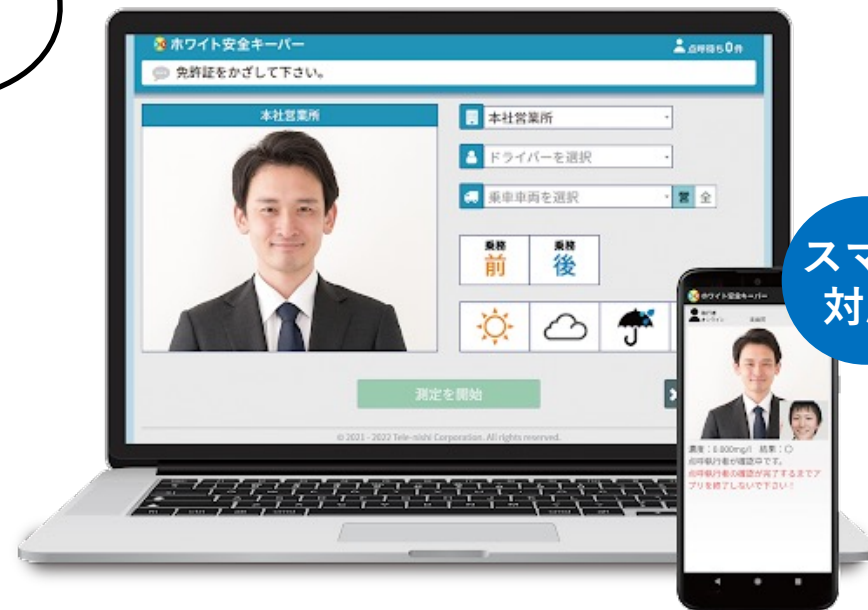 ホワイト安全キーパー
点呼待ち0件
免許証をかざして下さい。
本社営業所
本社営業所
ドライバーを選択
乗車車両を選択
営 全
乗務
前
乗務
後
測定を開始
© 2021 - 2022 Tele-nishi Corporation. All rights reserved.
スマ
対
ホワイト安全キーパー
オンライン
濃度：0.000mg/l 結果：〇
点呼執行者が確認中です。
点呼執行者の確認が完了するまでア
プリを終了しないで下さい！